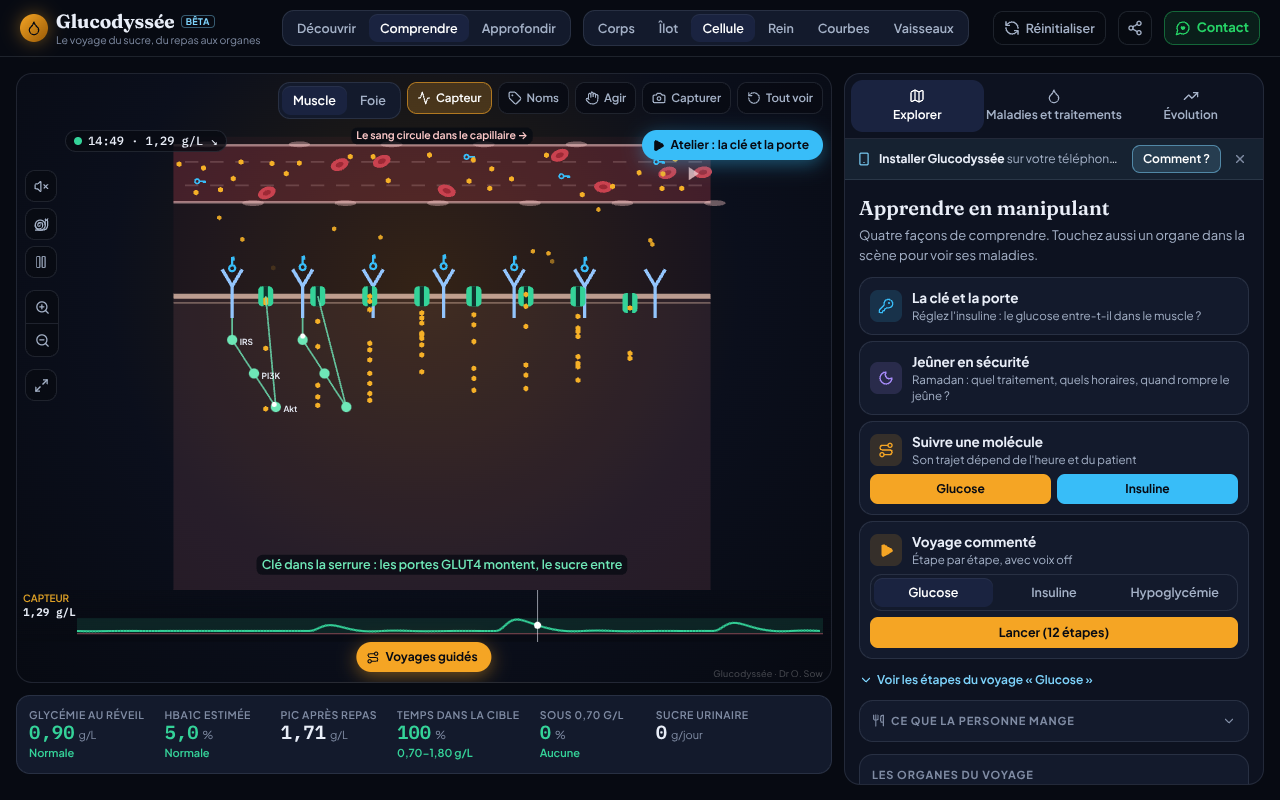 Glucodyssée BÊTA
Le voyage du sucre, du repas aux organes
Découvrir Comprendre Approfondir
Corps Îlot Cellule Rein Courbes Vaisseaux
Réinitialiser
Contact
Muscle Foie
Capteur
Noms
Agir
Capturer
Tout voir
14:49 · 1,29 g/L ↘
Le sang circule dans le capillaire →
Atelier : la clé et la porte
IRS
PI3K
Akt
Clé dans la serrure : les portes GLUT4 montent, le sucre entre
CAPTEUR
1,29 g/L
Voyages guidés
Glucodyssée · Dr O. Sow
GLYCÉMIE AU RÉVEIL
0,90 g/L
Normale
HBA1C ESTIMÉE
5,0 %
Normale
PIC APRÈS REPAS
1,71 g/L
TEMPS DANS LA CIBLE
100 %
0,70–1,80 g/L
SOUS 0,70 G/L
0 %
Aucune
SUCRE URINAIRE
0 g/jour
Explorer
Maladies et traitements
Évolution
Installer Glucodyssée sur votre téléphon...
Comment ?
Apprendre en manipulant
Quatre façons de comprendre. Touchez aussi un organe dans la
scène pour voir ses maladies.
La clé et la porte
Réglez l'insuline : le glucose entre-t-il dans le muscle ?
Jeûner en sécurité
Ramadan : quel traitement, quels horaires, quand rompre le
jeûne ?
Suivre une molécule
Son trajet dépend de l'heure et du patient
Glucose
Insuline
Voyage commenté
Étape par étape, avec voix off
Glucose Insuline Hypoglycémie
Lancer (12 étapes)
Voir les étapes du voyage « Glucose »
CE QUE LA PERSONNE MANGE
LES ORGANES DU VOYAGE